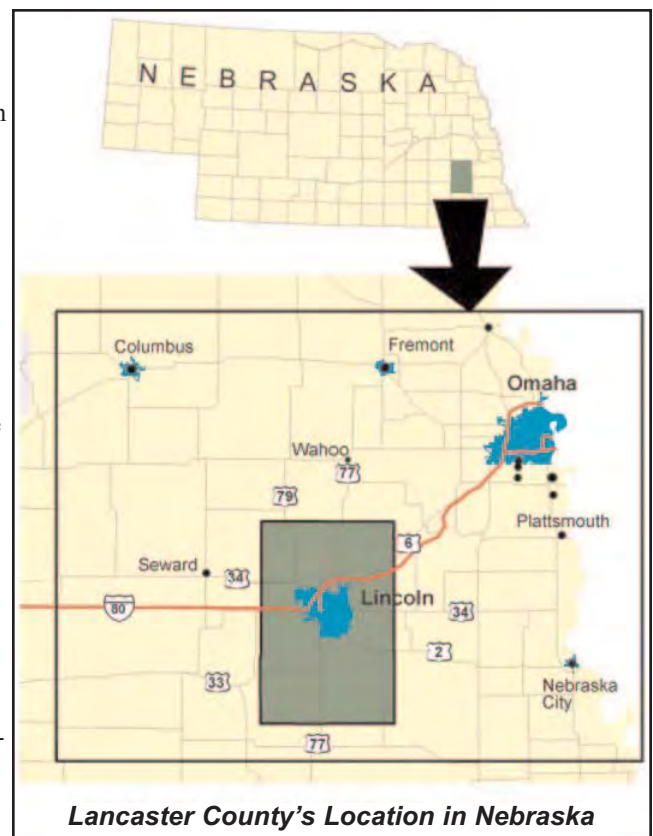 NEBRASKA
Columbus
Fremont
Omaha
Wahoo
77
79
Plattsmouth
6
Seward
34
Lincoln
80
34
2
33
Nebraska
City
77
Lancaster County's Location in Nebraska